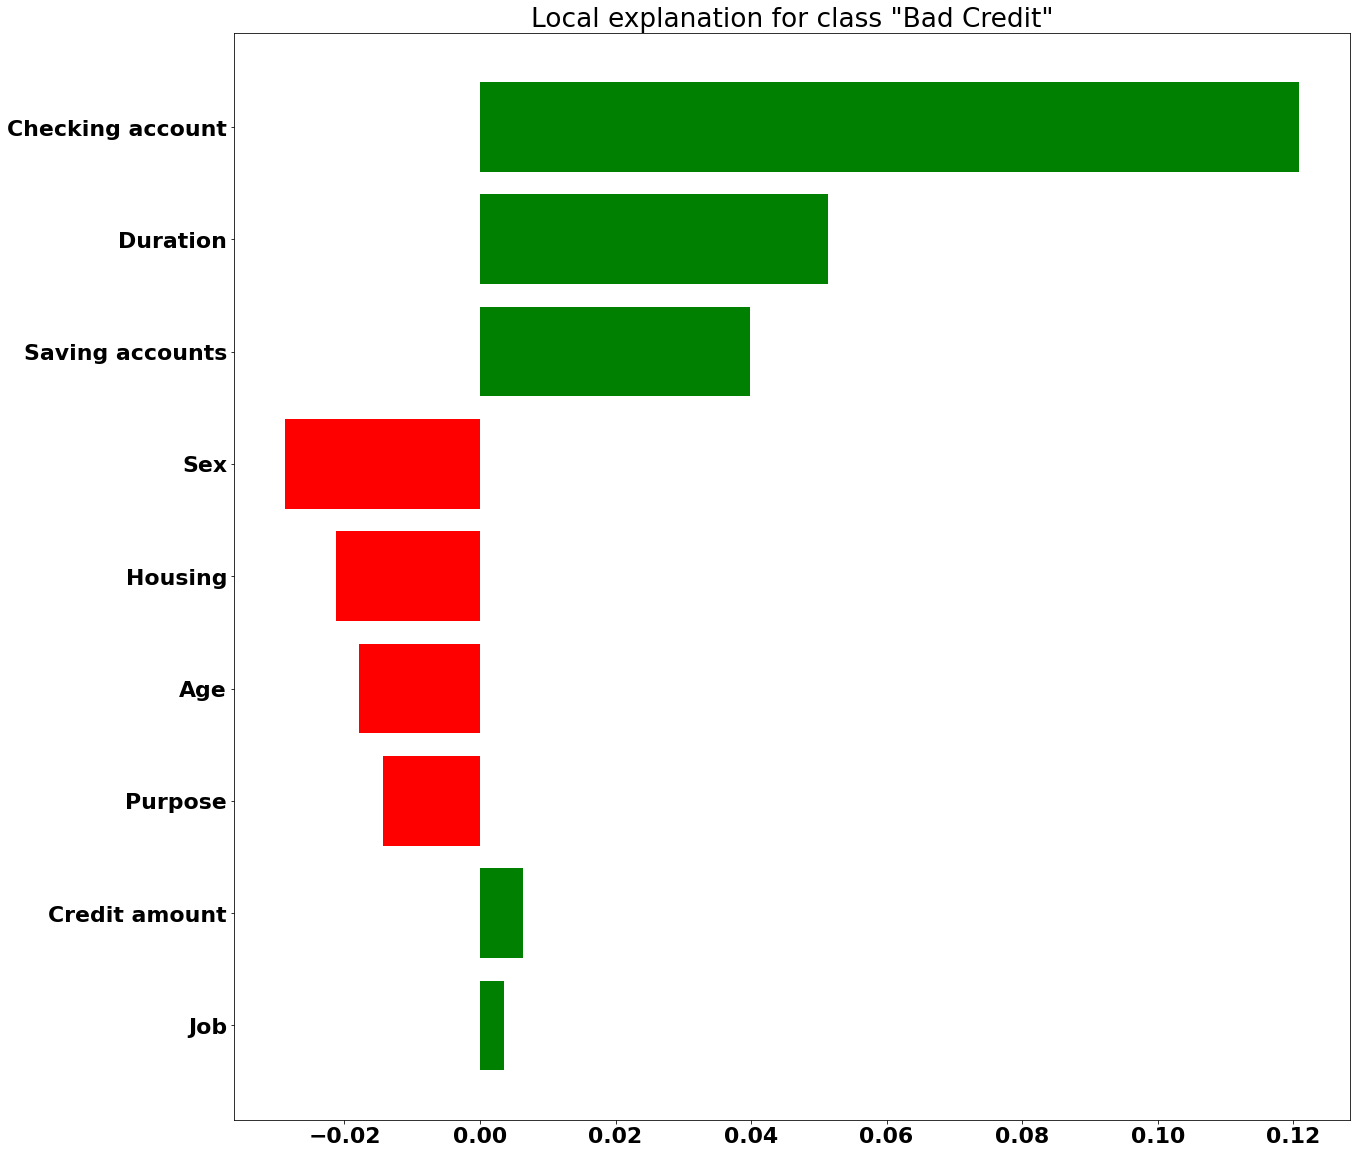 Local explanation for class "Bad Credit"
Checking account
Duration
Saving accounts
Sex
Housing
Age
Purpose
Credit amount
Job
−0.02 0.00 0.02 0.04 0.06 0.08 0.10 0.12